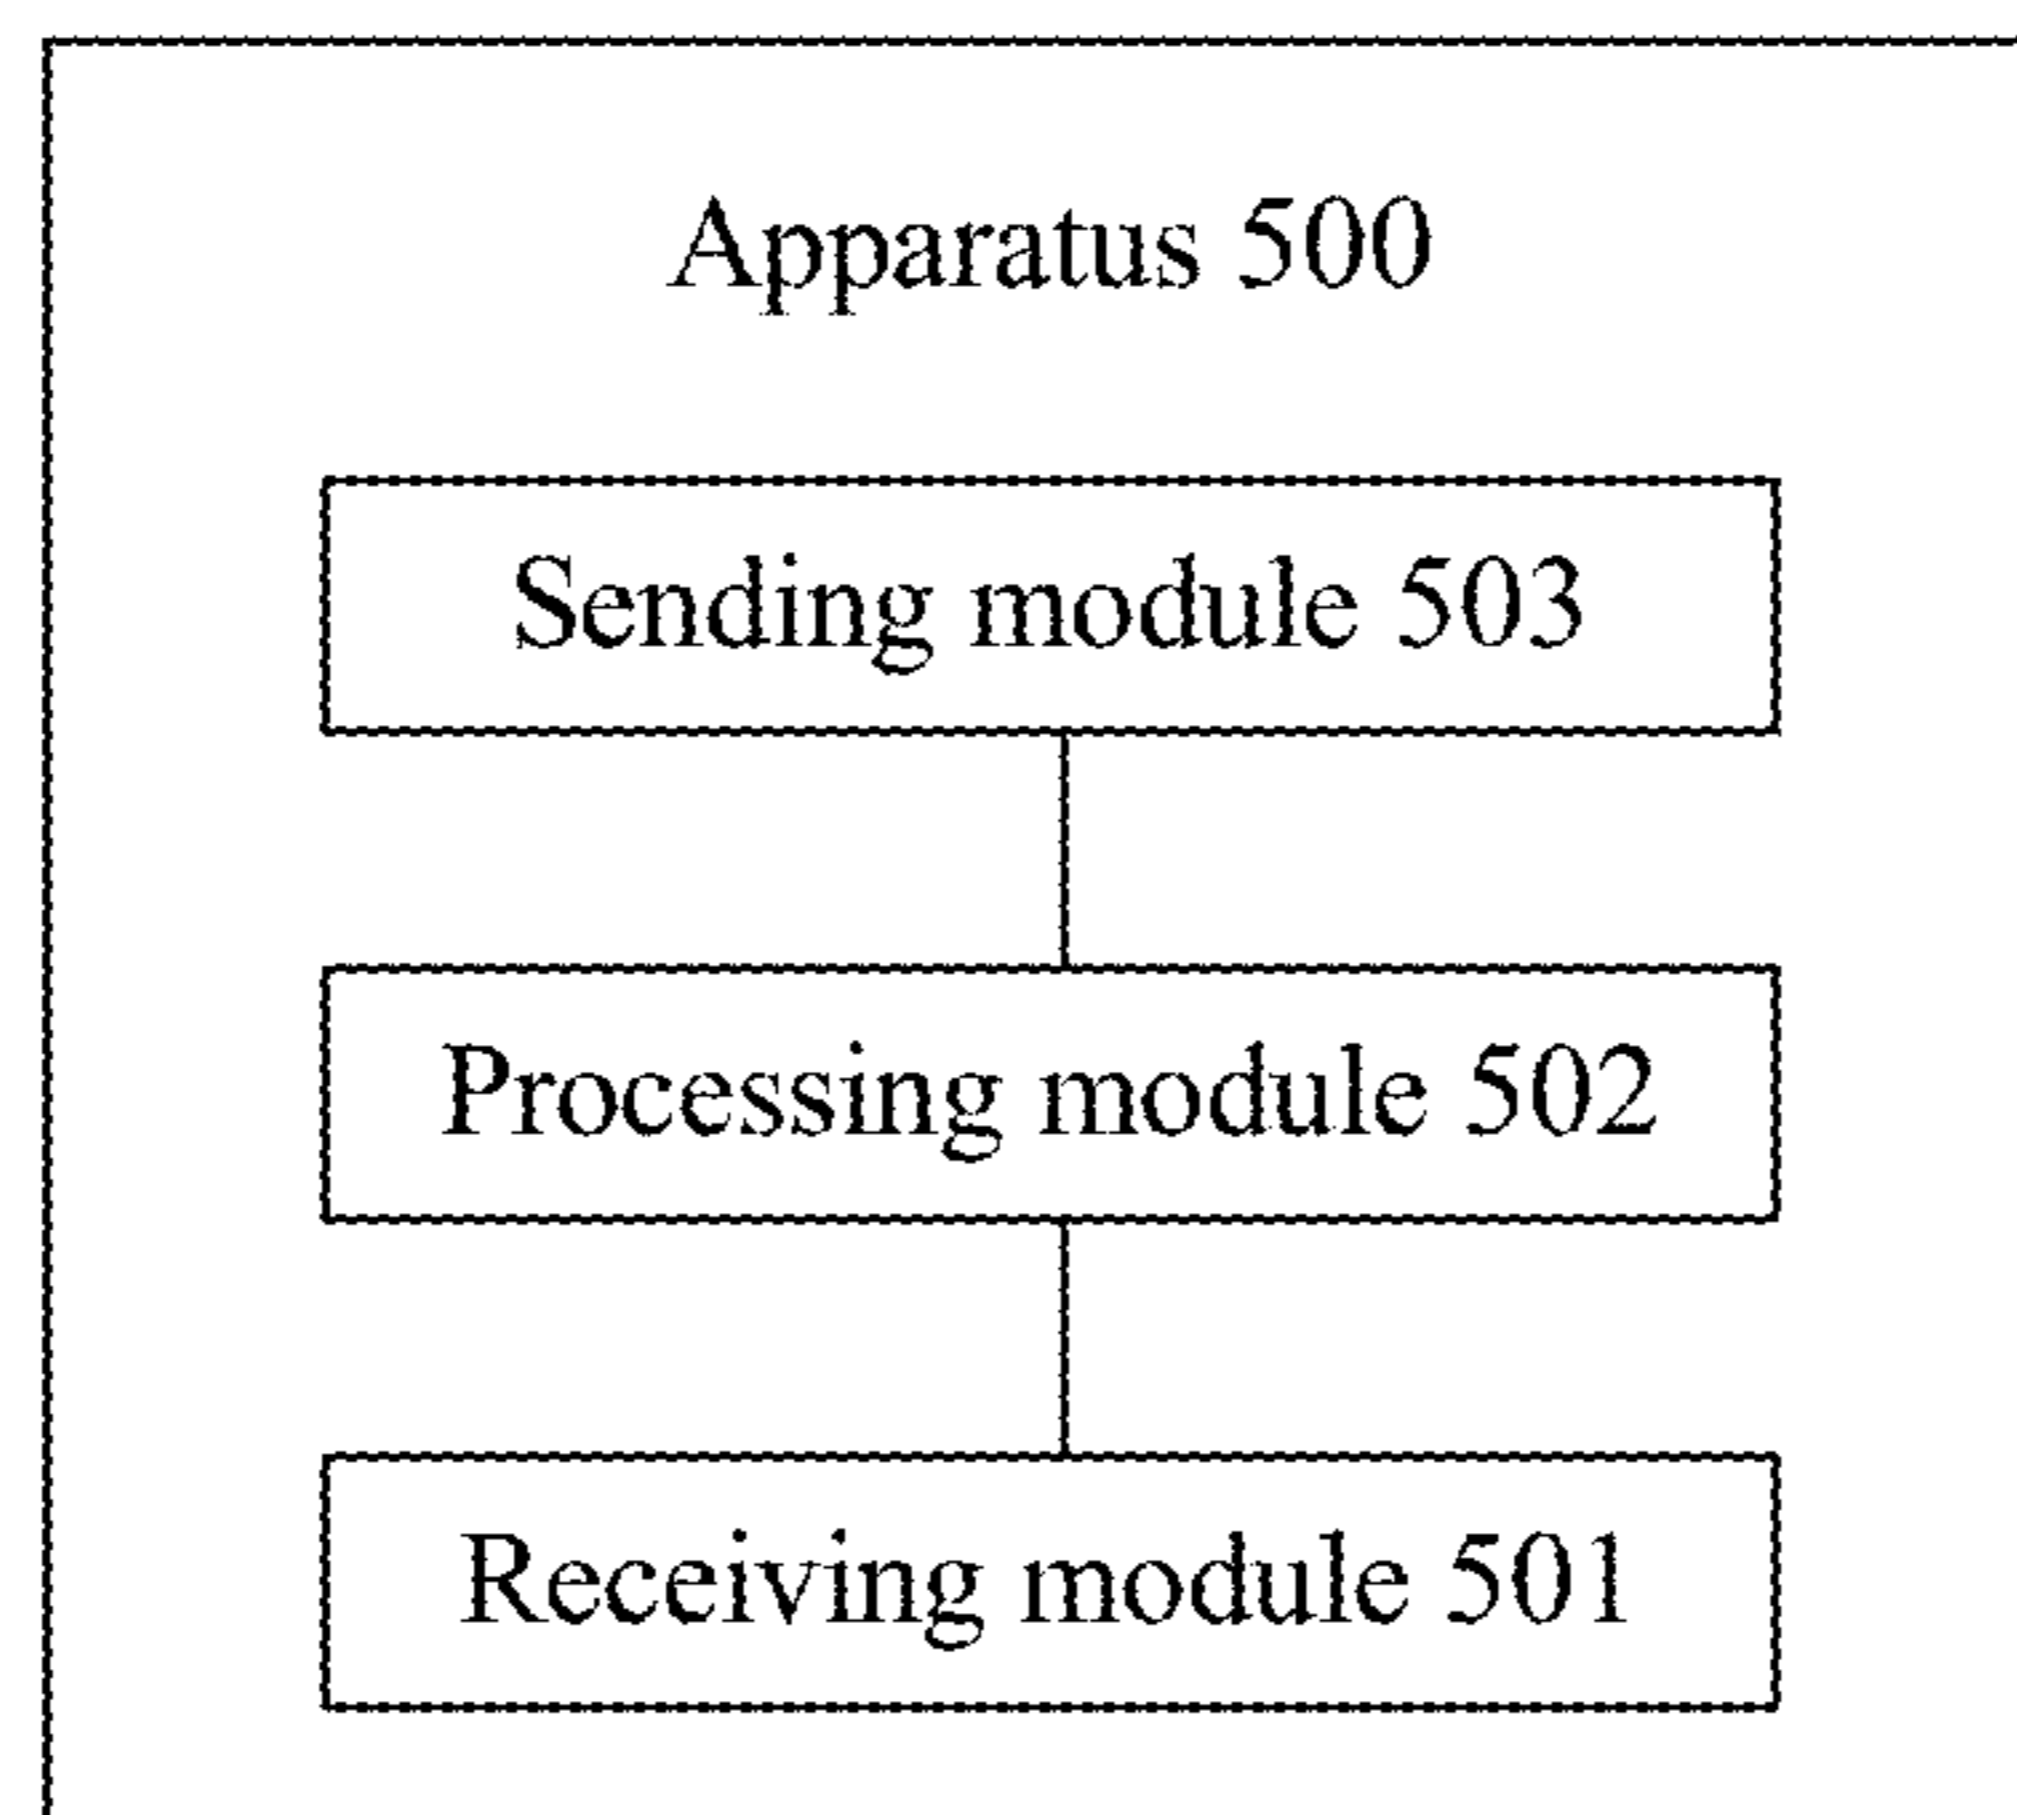 Apparatus 500
Sending module 503
Processing module 502
Receiving module 501